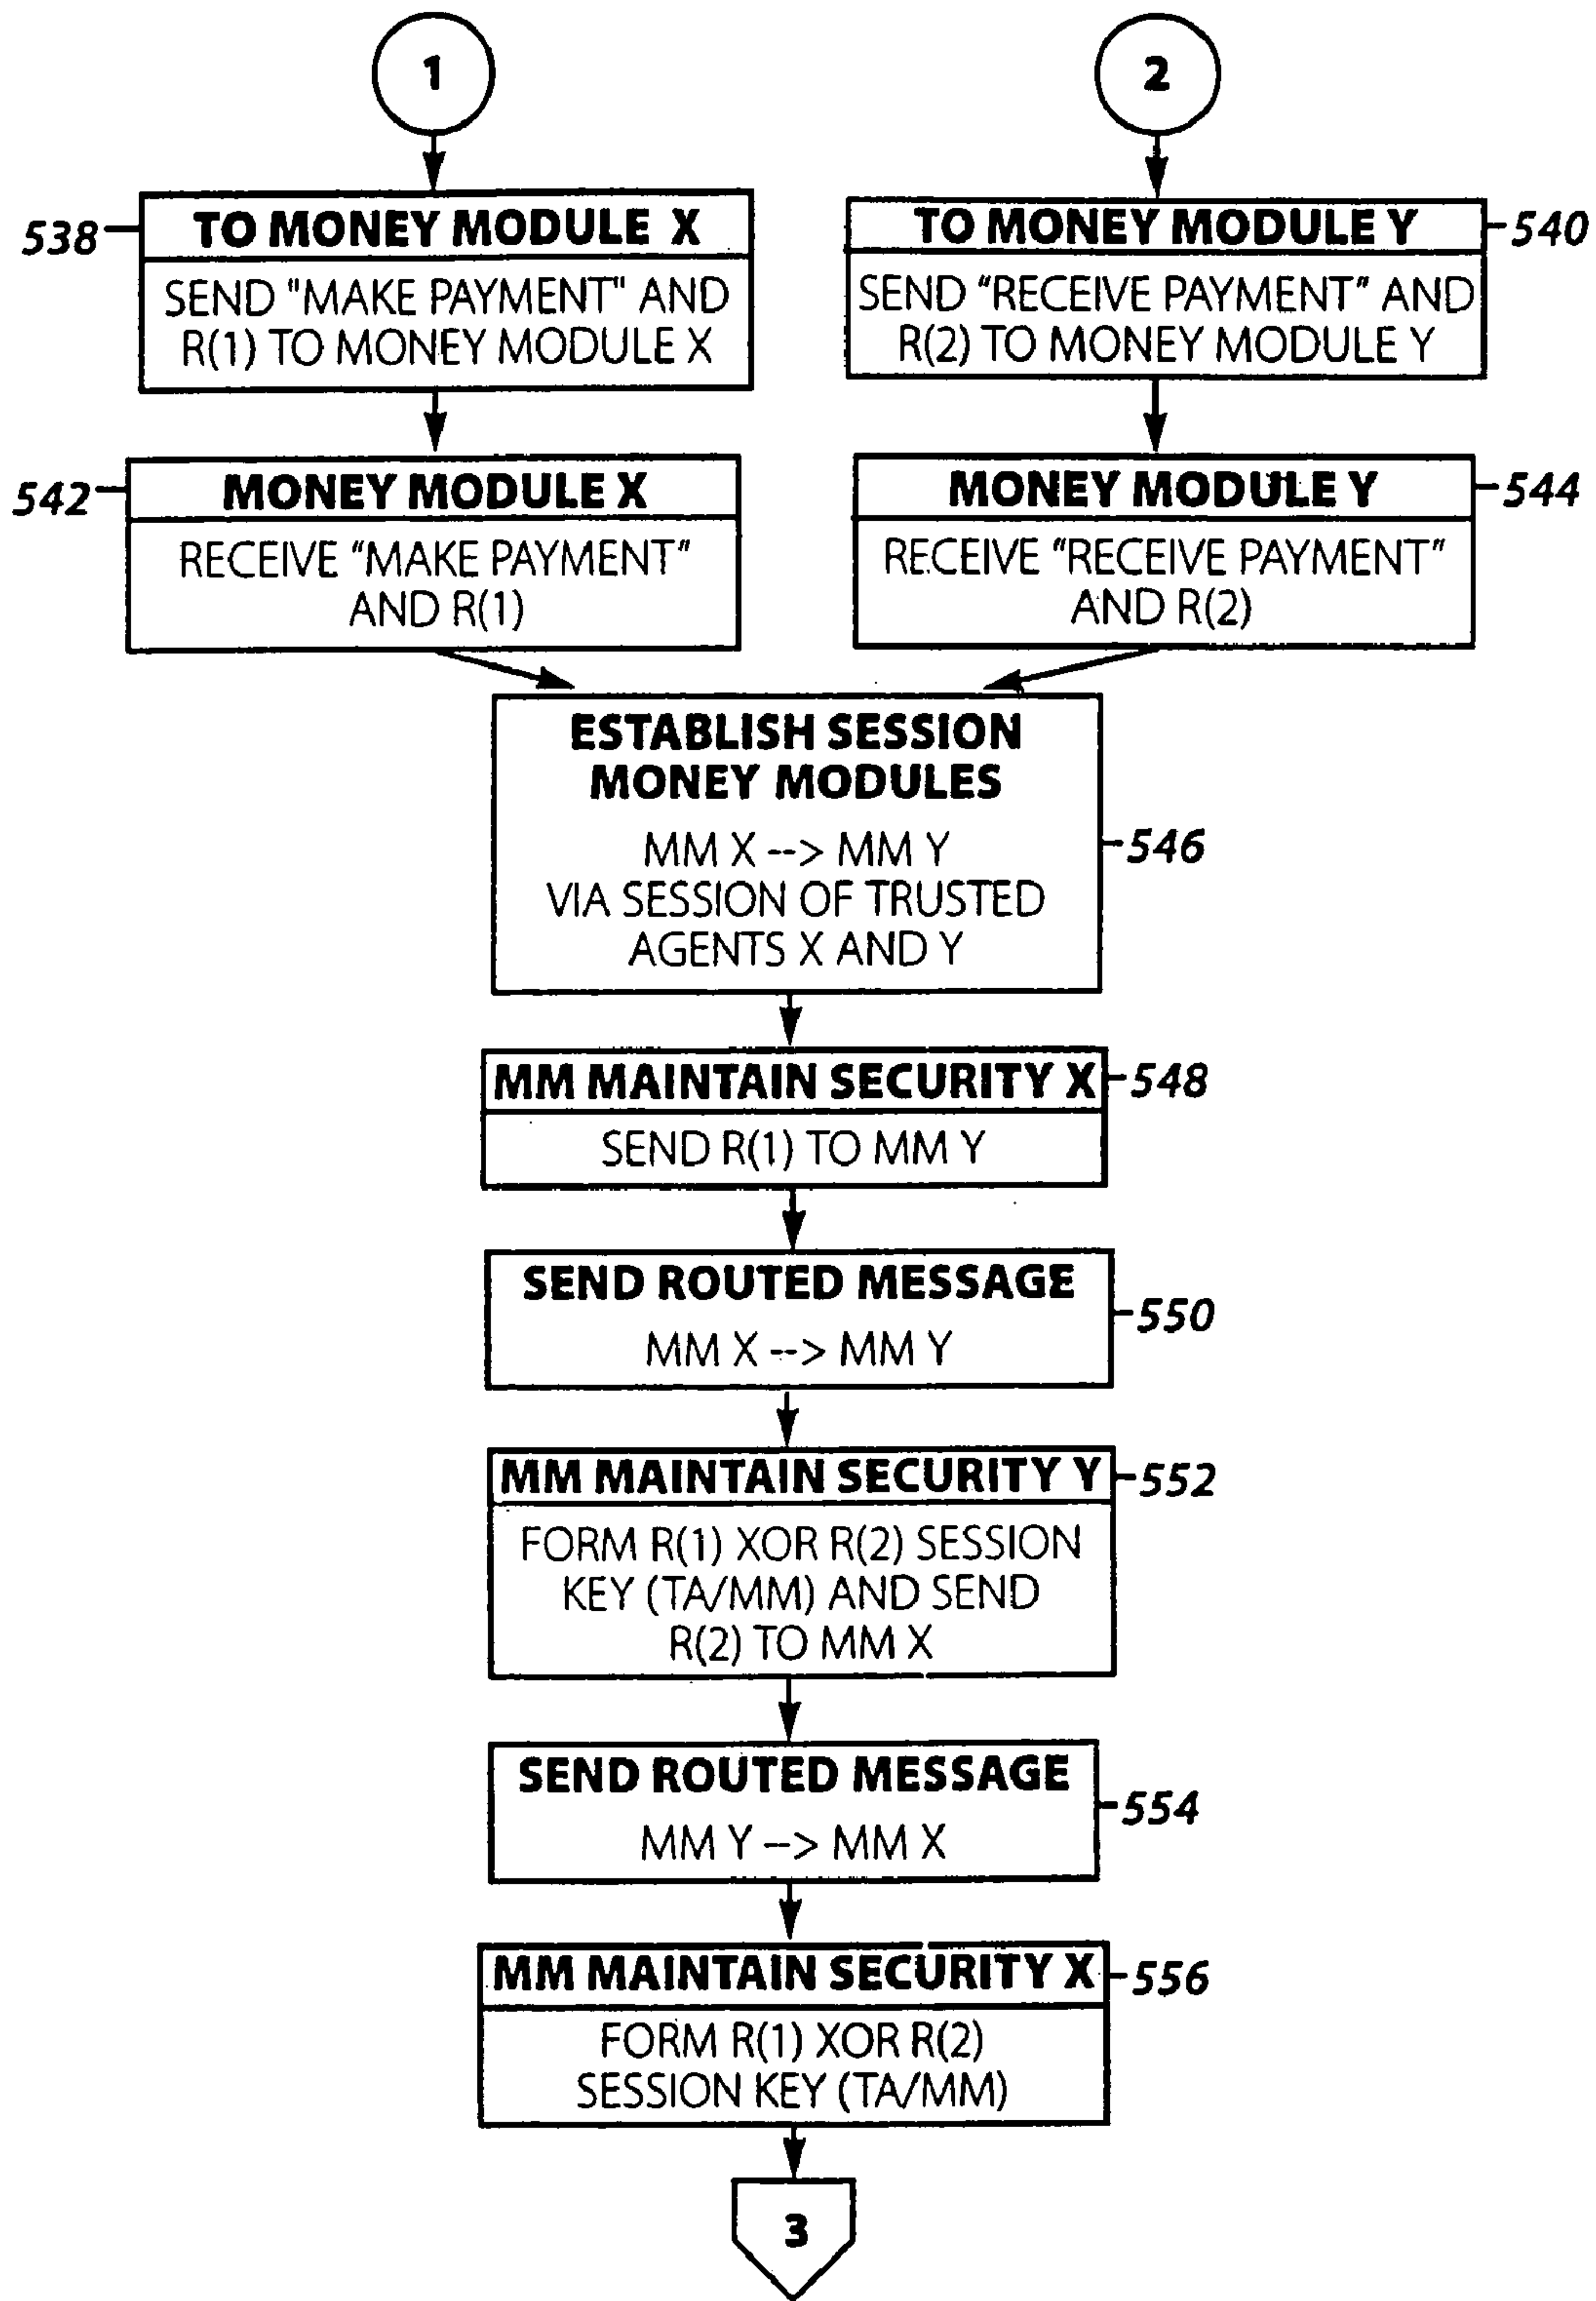 1
2
538
TO MONEY MODULE X
SEND "MAKE PAYMENT" AND
R(1) TO MONEY MODULE X
TO MONEY MODULE Y
540
SEND "RECEIVE PAYMENT" AND
R(2) TO MONEY MODULE Y
542
MONEY MODULE X
RECEIVE "MAKE PAYMENT"
AND R(1)
MONEY MODULE Y
544
RECEIVE "RECEIVE PAYMENT"
AND R(2)
ESTABLISH SESSION
MONEY MODULES
MM X --> MM Y
546
VIA SESSION OF TRUSTED
AGENTS X AND Y
MM MAINTAIN SECURITY X
548
SEND R(1) TO MM Y
SEND ROUTED MESSAGE
550
MM X --> MM Y
MM MAINTAIN SECURITY Y
552
FORM R(1) XOR R(2) SESSION
KEY (TA/MM) AND SEND
R(2) TO MM X
SEND ROUTED MESSAGE
554
MM Y --> MM X
MM MAINTAIN SECURITY X
556
FORM R(1) XOR R(2)
SESSION KEY (TA/MM)
3